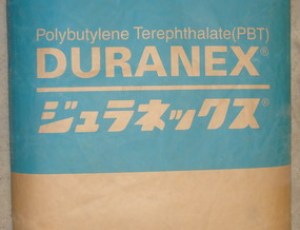 Polybutylene Terephthalate(PBT)
DURANEX®
ジュラネックス®